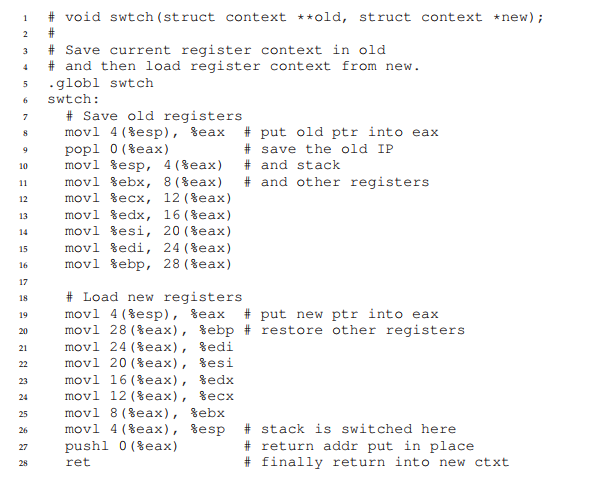 1 # void swtch(struct context **old, struct context *new);
2 #
3 # Save current register context in old
4 # and then load register context from new.
5 .globl swtch
6 swtch:
7 # Save old registers
8 movl 4(%esp), %eax # put old ptr into eax
9 popl 0(%eax) # save the old IP
10 movl %esp, 4(%eax) # and stack
11 movl %ebx, 8(%eax) # and other registers
12 movl %ecx, 12(%eax)
13 movl %edx, 16(%eax)
14 movl %esi, 20(%eax)
15 movl %edi, 24(%eax)
16 movl %ebp, 28(%eax)
17
18 # Load new registers
19 movl 4(%esp), %eax # put new ptr into eax
20 movl 28(%eax), %ebp # restore other registers
21 movl 24(%eax), %edi
22 movl 20(%eax), %esi
23 movl 16(%eax), %edx
24 movl 12(%eax), %ecx
25 movl 8(%eax), %ebx
26 movl 4(%eax), %esp # stack is switched here
27 pushl 0(%eax) # return addr put in place
28 ret # finally return into new ctxt